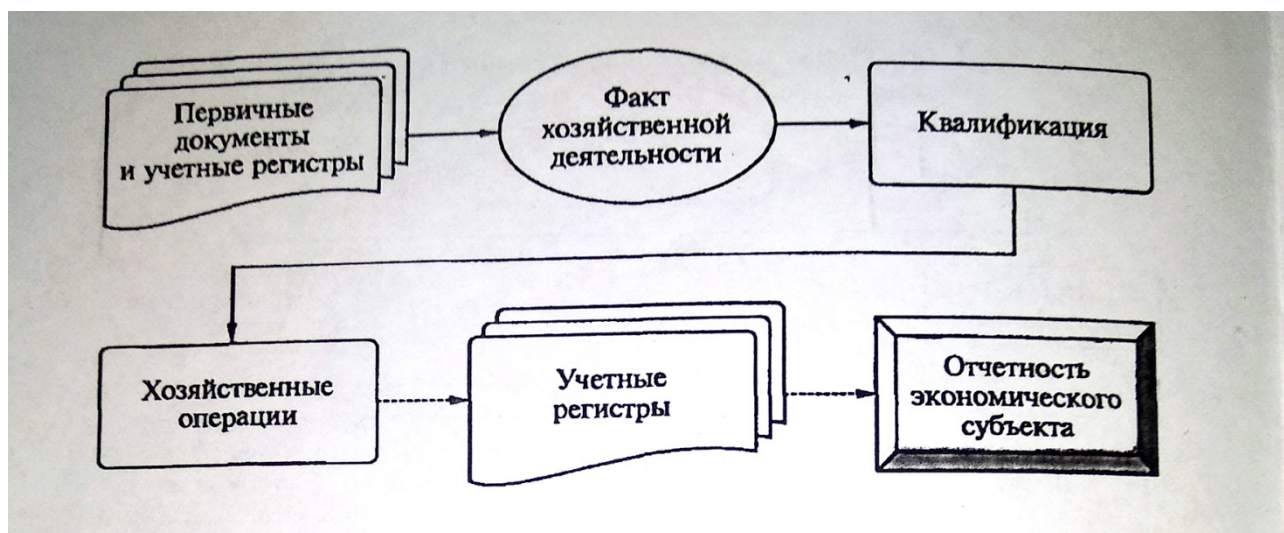 Первичные
документы
и учетные регистры
Факт
хозяйственной
деятельности
Квалификация
Хозяйственные
операции
Учетные
регистры
Отчетность
экономического
субъекта